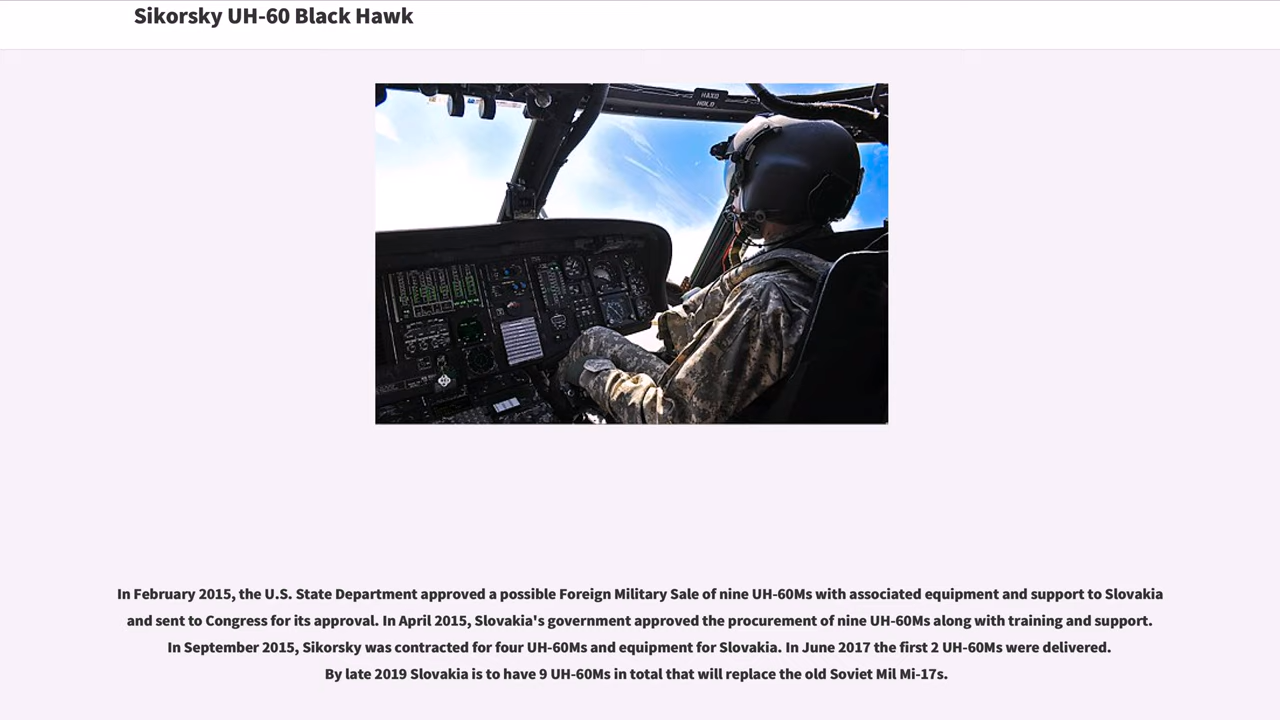 Sikorsky UH-60 Black Hawk
In February 2015, the U.S. State Department approved a possible Foreign Military Sale of nine UH-60Ms with associated equipment and support to Slovakia
and sent to Congress for its approval. In April 2015, Slovakia's government approved the procurement of nine UH-60Ms along with training and support.
In September 2015, Sikorsky was contracted for four UH-60Ms and equipment for Slovakia. In June 2017 the first 2 UH-60Ms were delivered.
By late 2019 Slovakia is to have 9 UH-60Ms in total that will replace the old Soviet Mil Mi-17s.